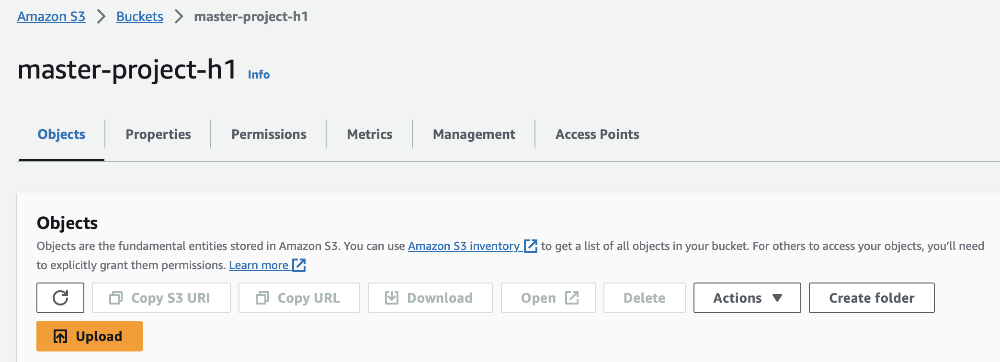 Amazon S3 > Buckets > master-project-h1
master-project-h1 Info
Objects Properties Permissions Metrics Management Access Points
Objects
Objects are the fundamental entities stored in Amazon S3. You can use Amazon S3 inventory to get a list of all objects in your bucket. For others to access your objects, you’ll need
to explicitly grant them permissions. Learn more
Copy S3 URI Copy URL Download Open Delete Actions Create folder
Upload